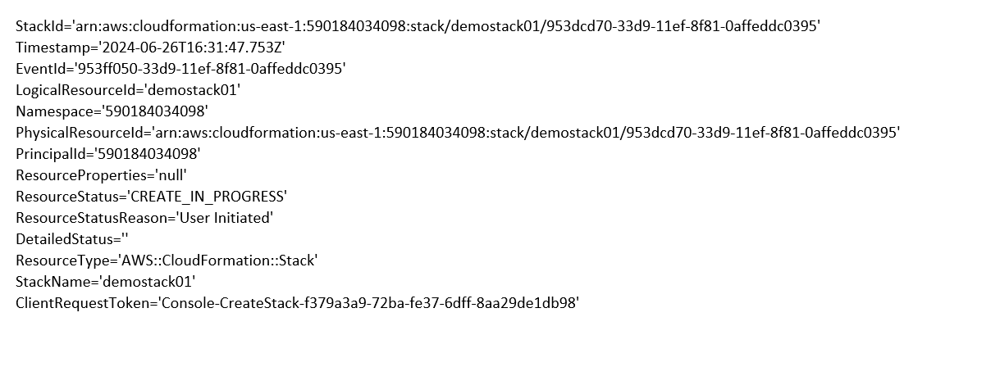 StackId='arn:aws:cloudformation:us-east-1:590184034098:stack/demostack01/953dcd70-33d9-11ef-8f81-0affeddc0395'
Timestamp='2024-06-26T16:31:47.753Z'
EventId='953ff050-33d9-11ef-8f81-0affeddc0395'
LogicalResourceId='demostack01'
Namespace='590184034098'
PhysicalResourceId='arn:aws:cloudformation:us-east-1:590184034098:stack/demostack01/953dcd70-33d9-11ef-8f81-0affeddc0395'
PrincipalId='590184034098'
ResourceProperties='null'
ResourceStatus='CREATE_IN_PROGRESS'
ResourceStatusReason='User Initiated'
DetailedStatus=''
ResourceType='AWS::CloudFormation::Stack'
StackName='demostack01'
ClientRequestToken='Console-CreateStack-f379a3a9-72ba-fe37-6dff-8aa29de1db98'